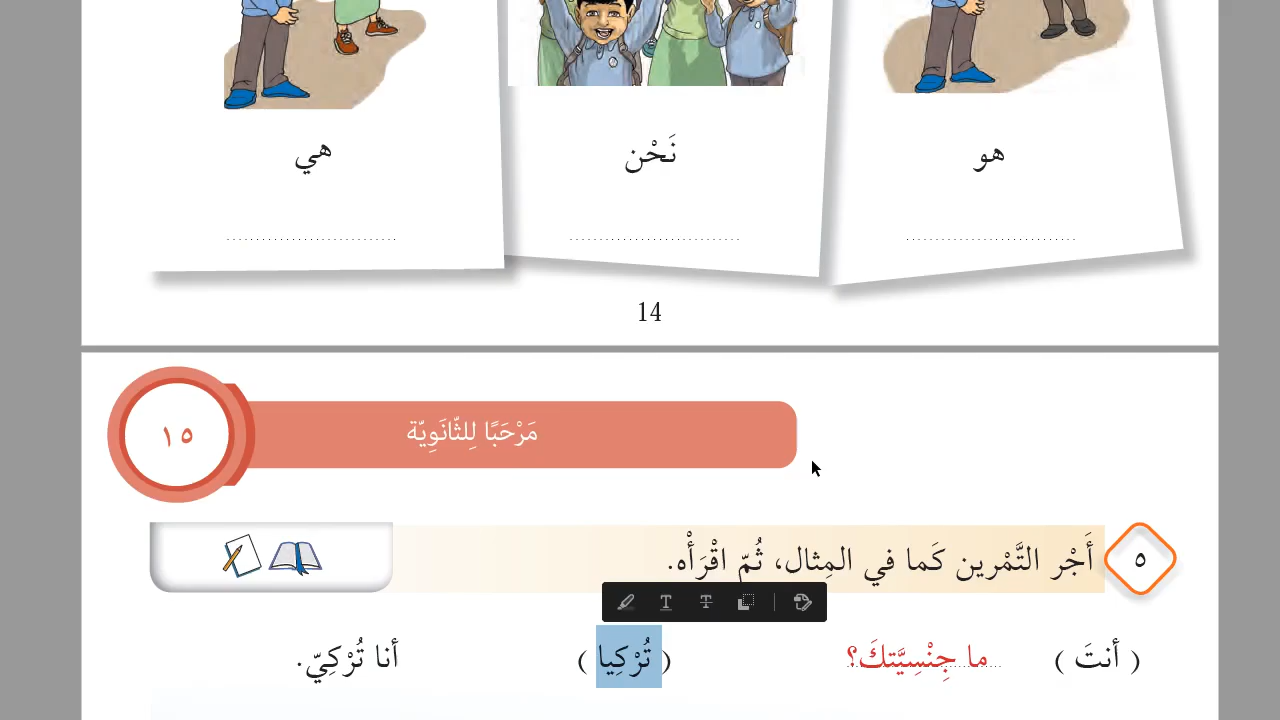 هو نَحْن هي
14
مَرْحَبًا لِلثّانَوِيّة ١٥
٥ أَجْر التَّمْرين كَما في المِثال، ثُمّ اقْرَأْه.
( أنتَ ) ما جِنْسِيَّتكَ؟ ( تُرْكِيا ) أنا تُرْكِيّ.